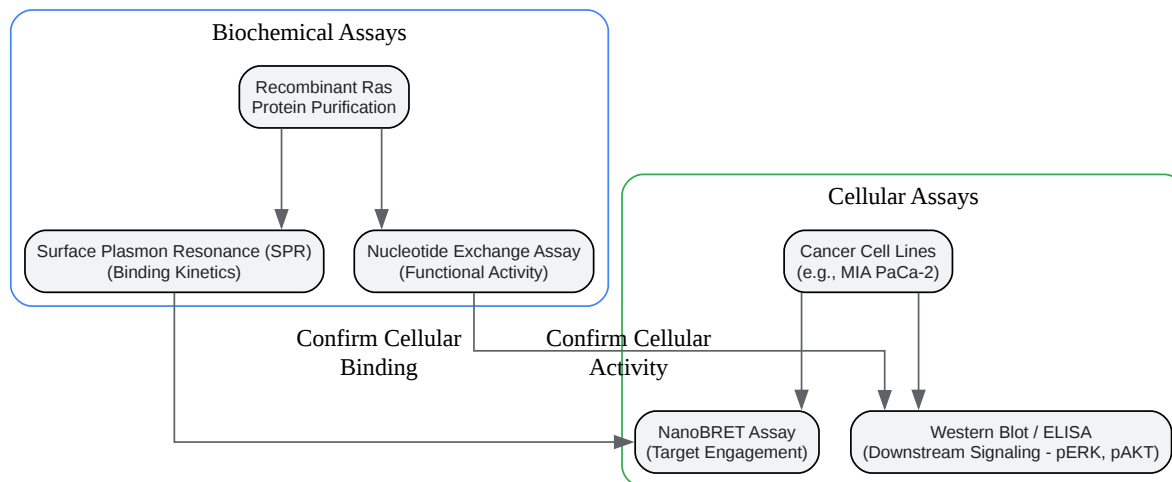 Biochemical Assays
Recombinant Ras
Protein Purification
Surface Plasmon Resonance (SPR)
(Binding Kinetics)
Nucleotide Exchange Assay
(Functional Activity)
Cellular Assays
Cancer Cell Lines
(e.g., MIA PaCa-2)
Confirm Cellular
Binding
Confirm Cellular
Activity
NanoBRET Assay
(Target Engagement)
Western Blot / ELISA
(Downstream Signaling - pERK, pAKT)